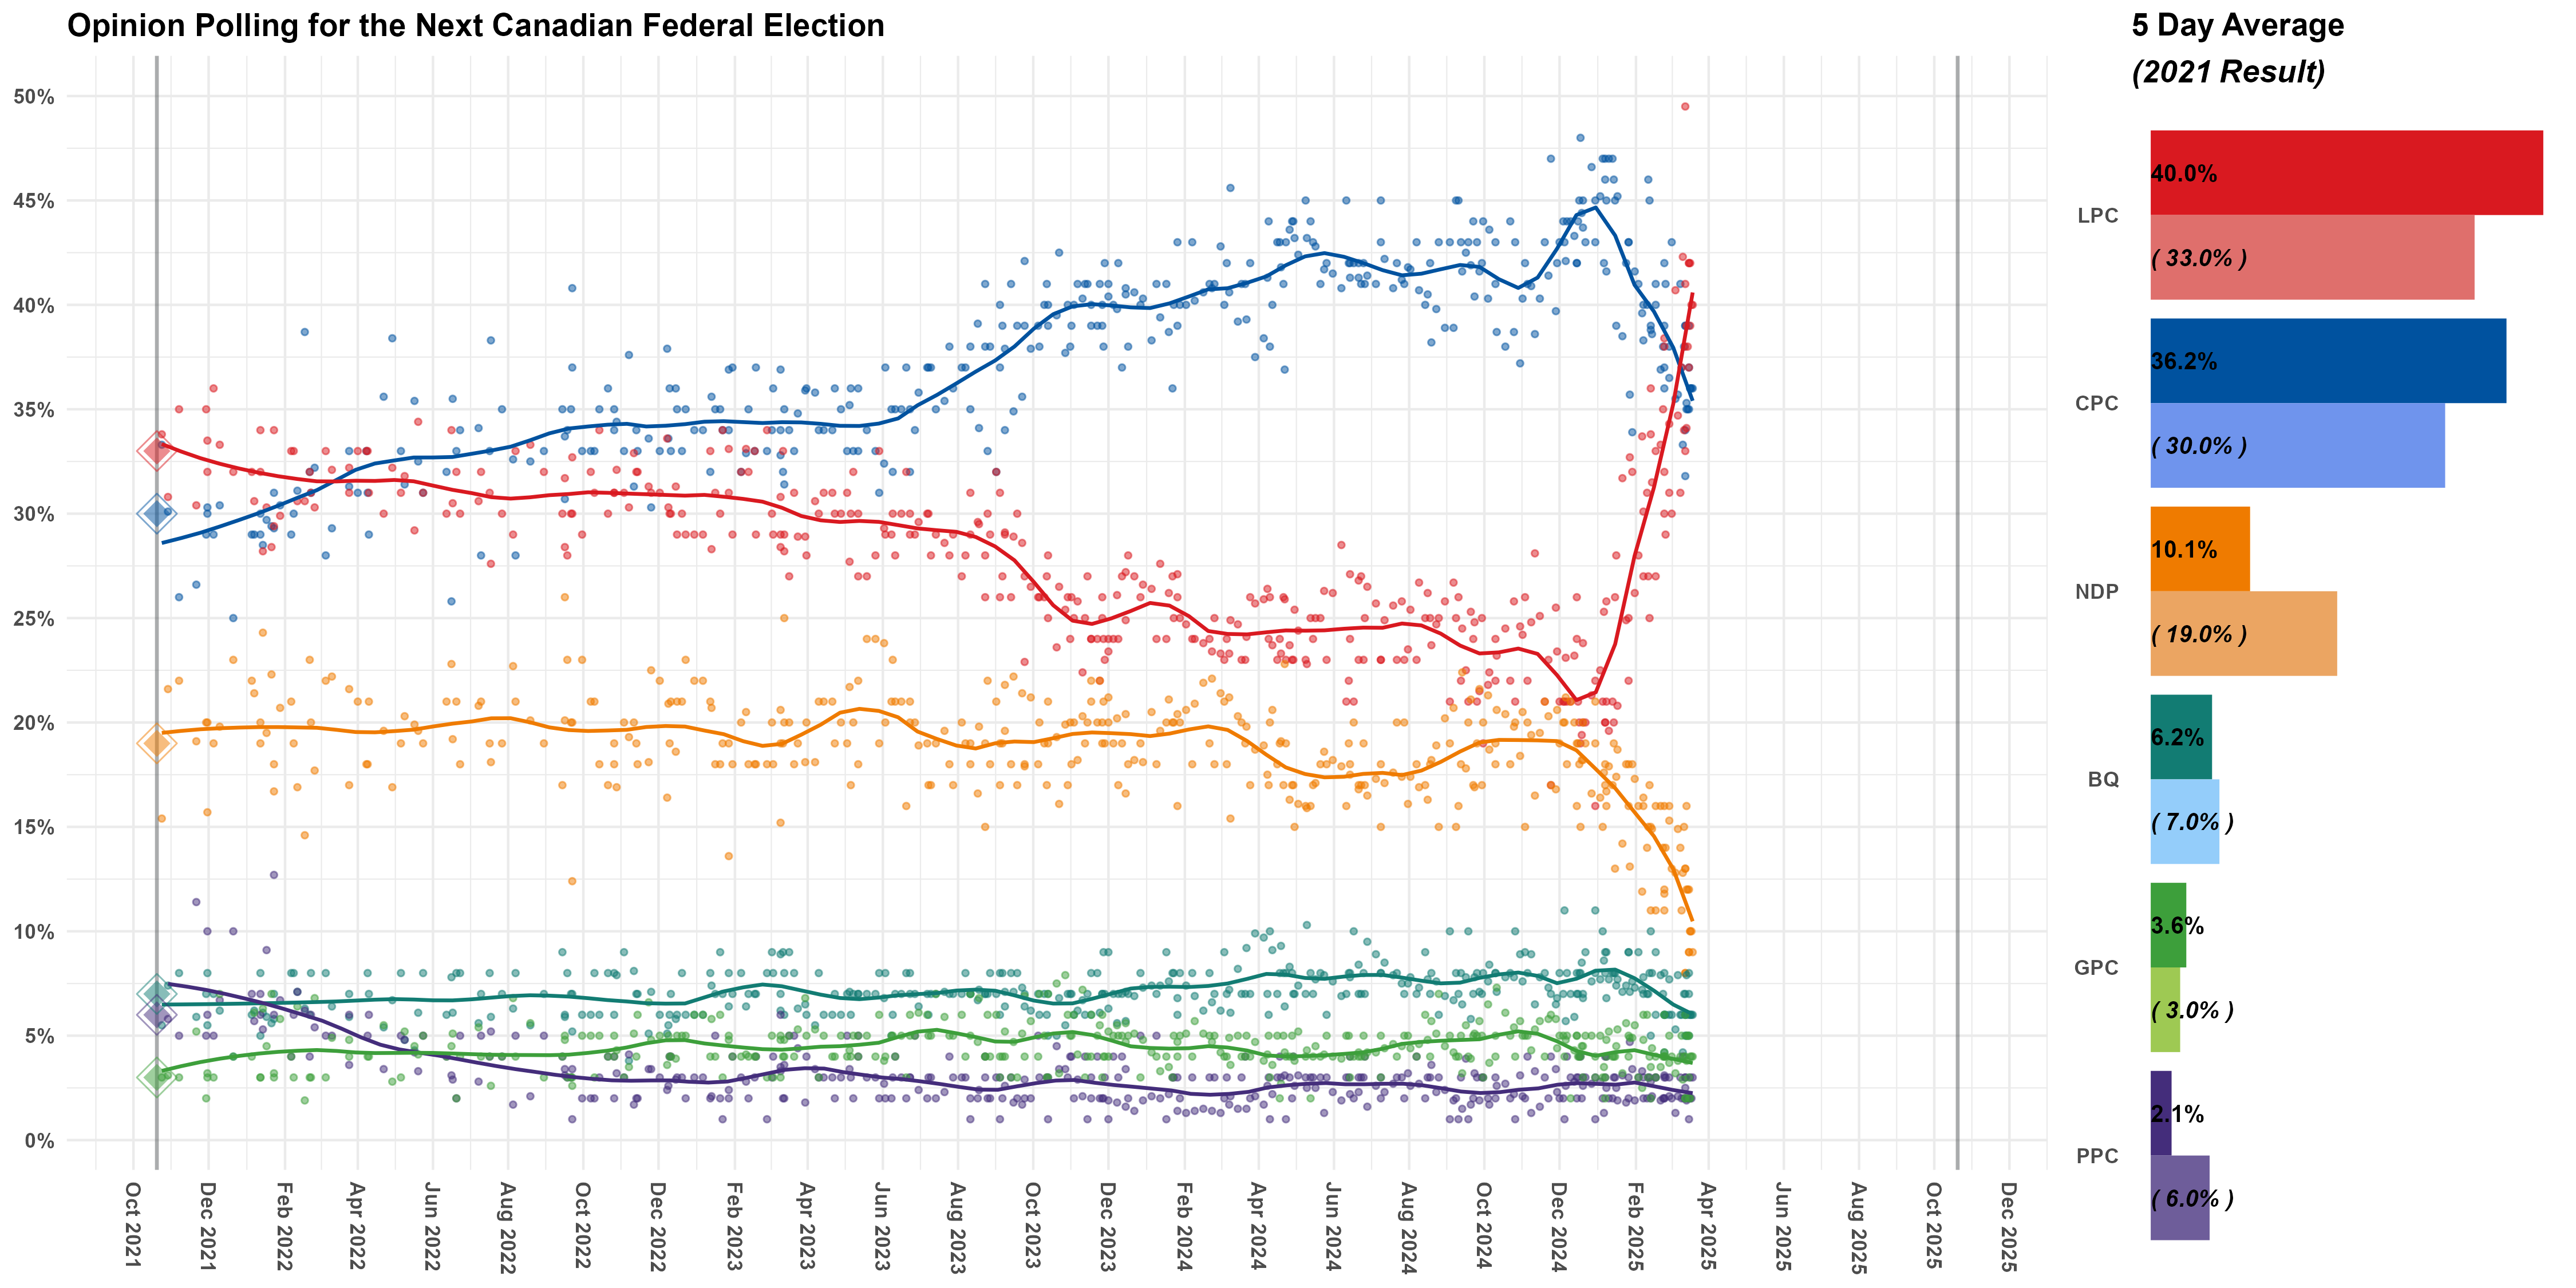 Opinion Polling for the Next Canadian Federal Election
5 Day Average
(2021 Result)
50%
45%
40%
35%
30%
25%
20%
15%
10%
5%
0%
Oct 2021
Dec 2021
Feb 2022
Apr 2022
Jun 2022
Aug 2022
Oct 2022
Dec 2022
Feb 2023
Apr 2023
Jun 2023
Aug 2023
Oct 2023
Dec 2023
Feb 2024
Apr 2024
Jun 2024
Aug 2024
Oct 2024
Dec 2024
Feb 2025
Apr 2025
Jun 2025
Aug 2025
Oct 2025
Dec 2025
LPC
40.0%
( 33.0% )
CPC
36.2%
( 30.0% )
NDP
10.1%
( 19.0% )
BQ
6.2%
( 7.0% )
GPC
3.6%
( 3.0% )
PPC
2.1%
( 6.0% )